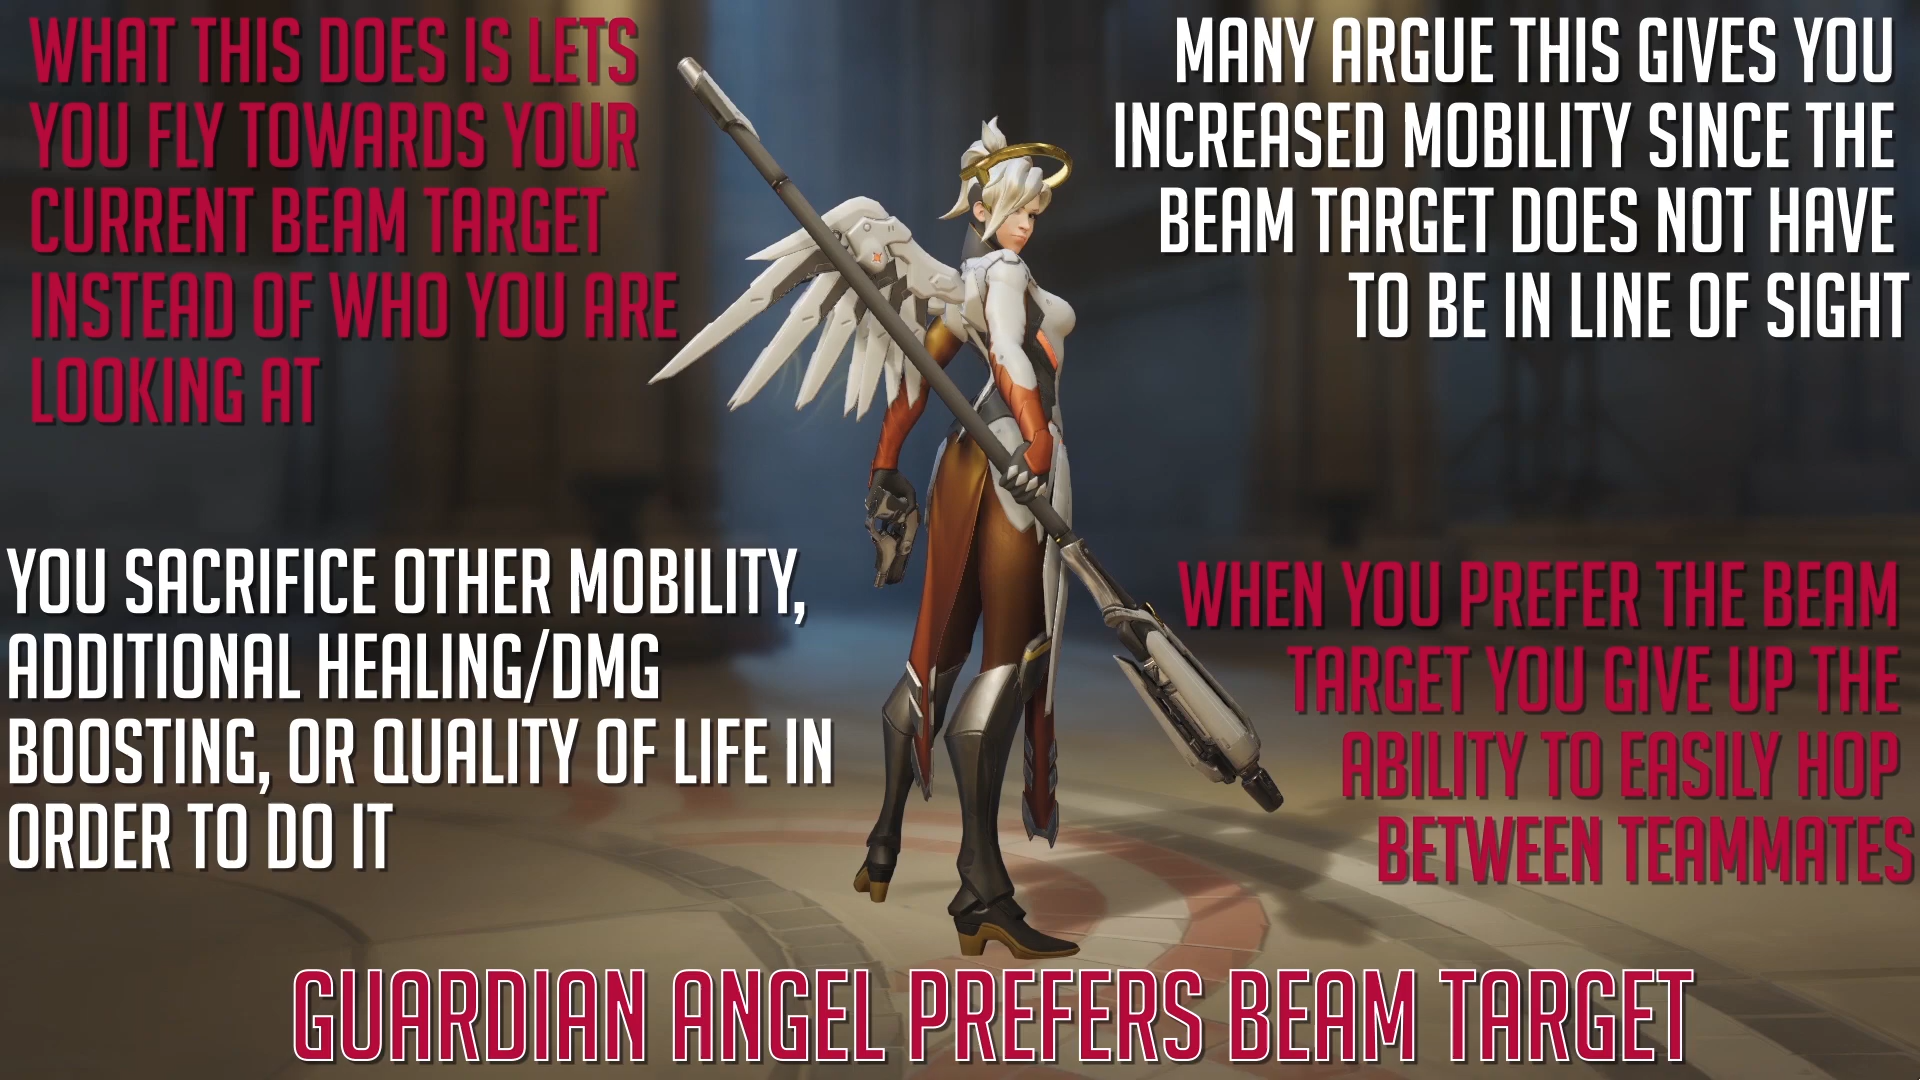 WHAT THIS DOES IS LETS
YOU FLY TOWARDS YOUR
CURRENT BEAM TARGET
INSTEAD OF WHO YOU ARE
LOOKING AT
MANY ARGUE THIS GIVES YOU
INCREASED MOBILITY SINCE THE
BEAM TARGET DOES NOT HAVE
TO BE IN LINE OF SIGHT
YOU SACRIFICE OTHER MOBILITY,
ADDITIONAL HEALING/DMG
BOOSTING, OR QUALITY OF LIFE IN
ORDER TO DO IT
WHEN YOU PREFER THE BEAM
TARGET YOU GIVE UP THE
ABILITY TO EASILY HOP
BETWEEN TEAMMATES
GUARDIAN ANGEL PREFERS BEAM TARGET